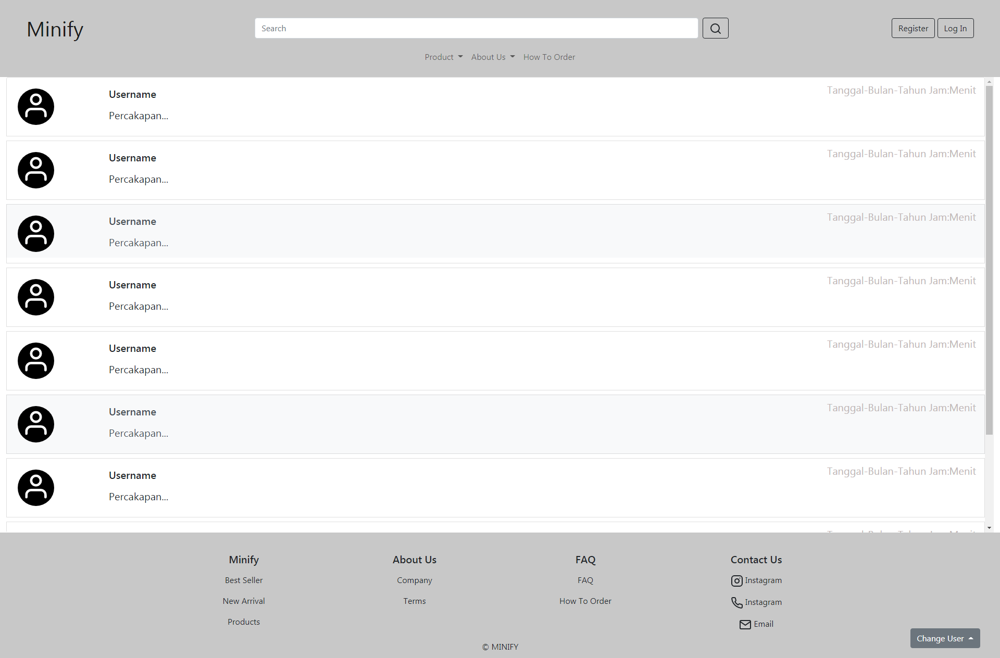 Minify
Search
Register
Log In
Product
About Us
How To Order
Username
Tanggal-Bulan-Tahun Jam:Menit
Percakapan...
Username
Tanggal-Bulan-Tahun Jam:Menit
Percakapan...
Username
Tanggal-Bulan-Tahun Jam:Menit
Percakapan...
Username
Tanggal-Bulan-Tahun Jam:Menit
Percakapan...
Username
Tanggal-Bulan-Tahun Jam:Menit
Percakapan...
Username
Tanggal-Bulan-Tahun Jam:Menit
Percakapan...
Username
Tanggal-Bulan-Tahun Jam:Menit
Percakapan...
Minify
Best Seller
New Arrival
Products
About Us
Company
Terms
FAQ
FAQ
How To Order
Contact Us
Instagram
Instagram
Email
Change User
© MINIFY